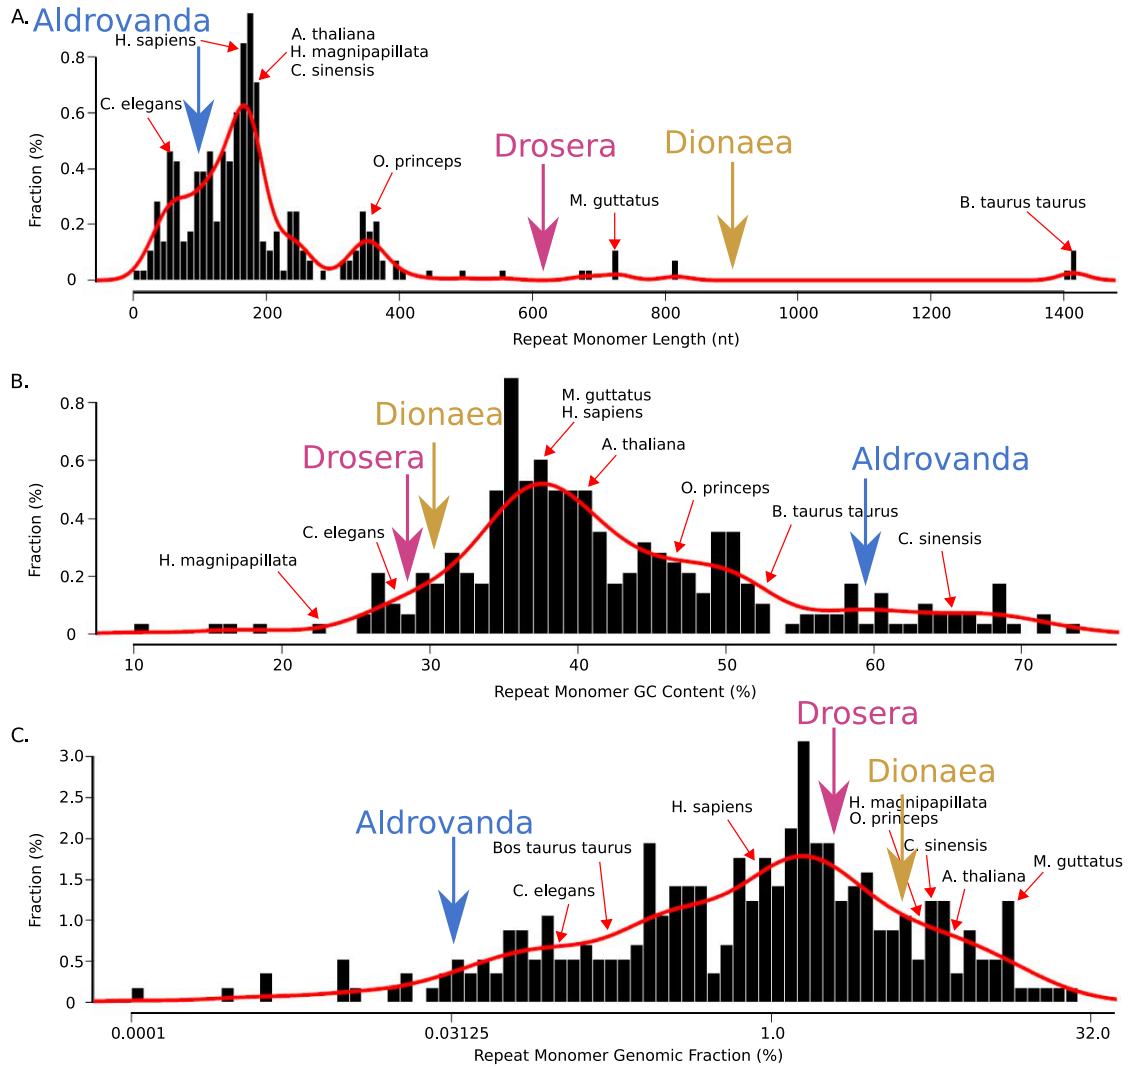 A.
Aldrovanda
H. sapiens
A. thaliana
H. magnipapillata
C. sinensis
C. elegans
O. princeps
Drosera
Dionaea
M. guttatus
B. taurus taurus
Fraction (%)
0.8
0.6
0.4
0.2
0
0 200 400 600 800 1000 1200 1400
Repeat Monomer Length (nt)
B.
M. guttatus
H. sapiens
Dionaea
Drosera
A. thaliana
Aldrovanda
O. princeps
B. taurus taurus
C. elegans
C. sinensis
H. magnipapillata
Fraction (%)
0.8
0.6
0.4
0.2
0
10 20 30 40 50 60 70
Repeat Monomer GC Content (%)
C.
Drosera
Dionaea
H. magnipapillata
O. princeps
H. sapiens
Aldrovanda
Bos taurus taurus
C. sinensis
M. guttatus
A. thaliana
C. elegans
Fraction (%)
3.0
2.5
2.0
1.5
1.0
0.5
0
0.0001 0.03125 1.0 32.0
Repeat Monomer Genomic Fraction (%)